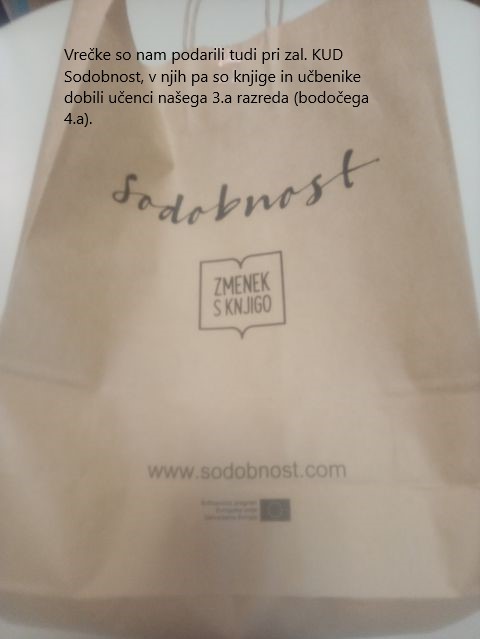 Vrečke so nam podarili tudi pri zal. KUD
Sodobnost, v njih pa so knjige in učbenike
dobili učenci našega 3.a razreda (bodočega
4.a).
Sodobnost
ZMENEK
S KNJIGO
www.sodobnost.com